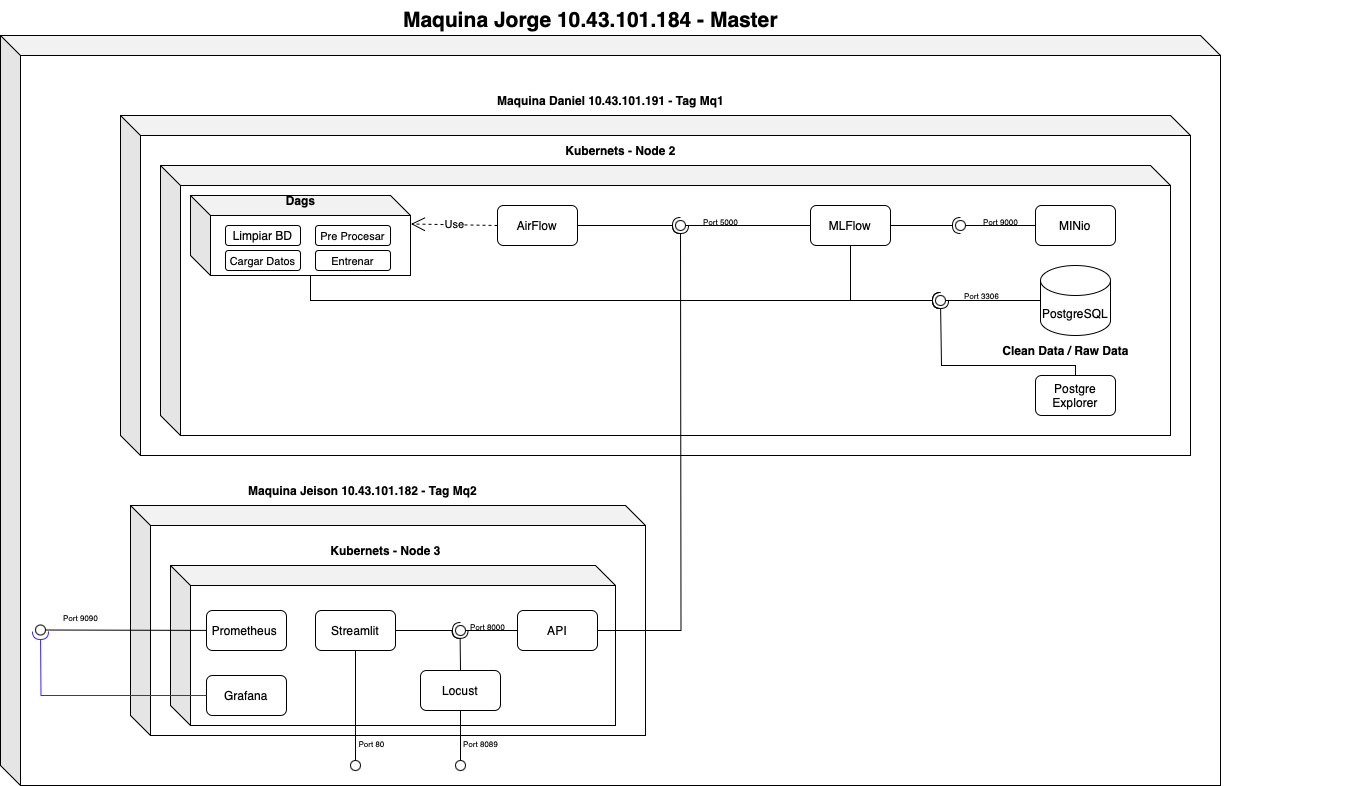 Maquina Jorge 10.43.101.184 - Master
Maquina Daniel 10.43.101.191 - Tag Mq1
Kubernets - Node 2
Dags
Limpiar BD
Pre Procesar
Cargar Datos
Entrenar
Use
AirFlow
Port 5000
MLFlow
Port 9000
MINio
Port 3306
PostgreSQL
Clean Data / Raw Data
Postgre
Explorer
Maquina Jeison 10.43.101.182 - Tag Mq2
Kubernets - Node 3
Port 9090
Prometheus
Streamlit
Port 8000
API
Grafana
Locust
Port 80
Port 8089